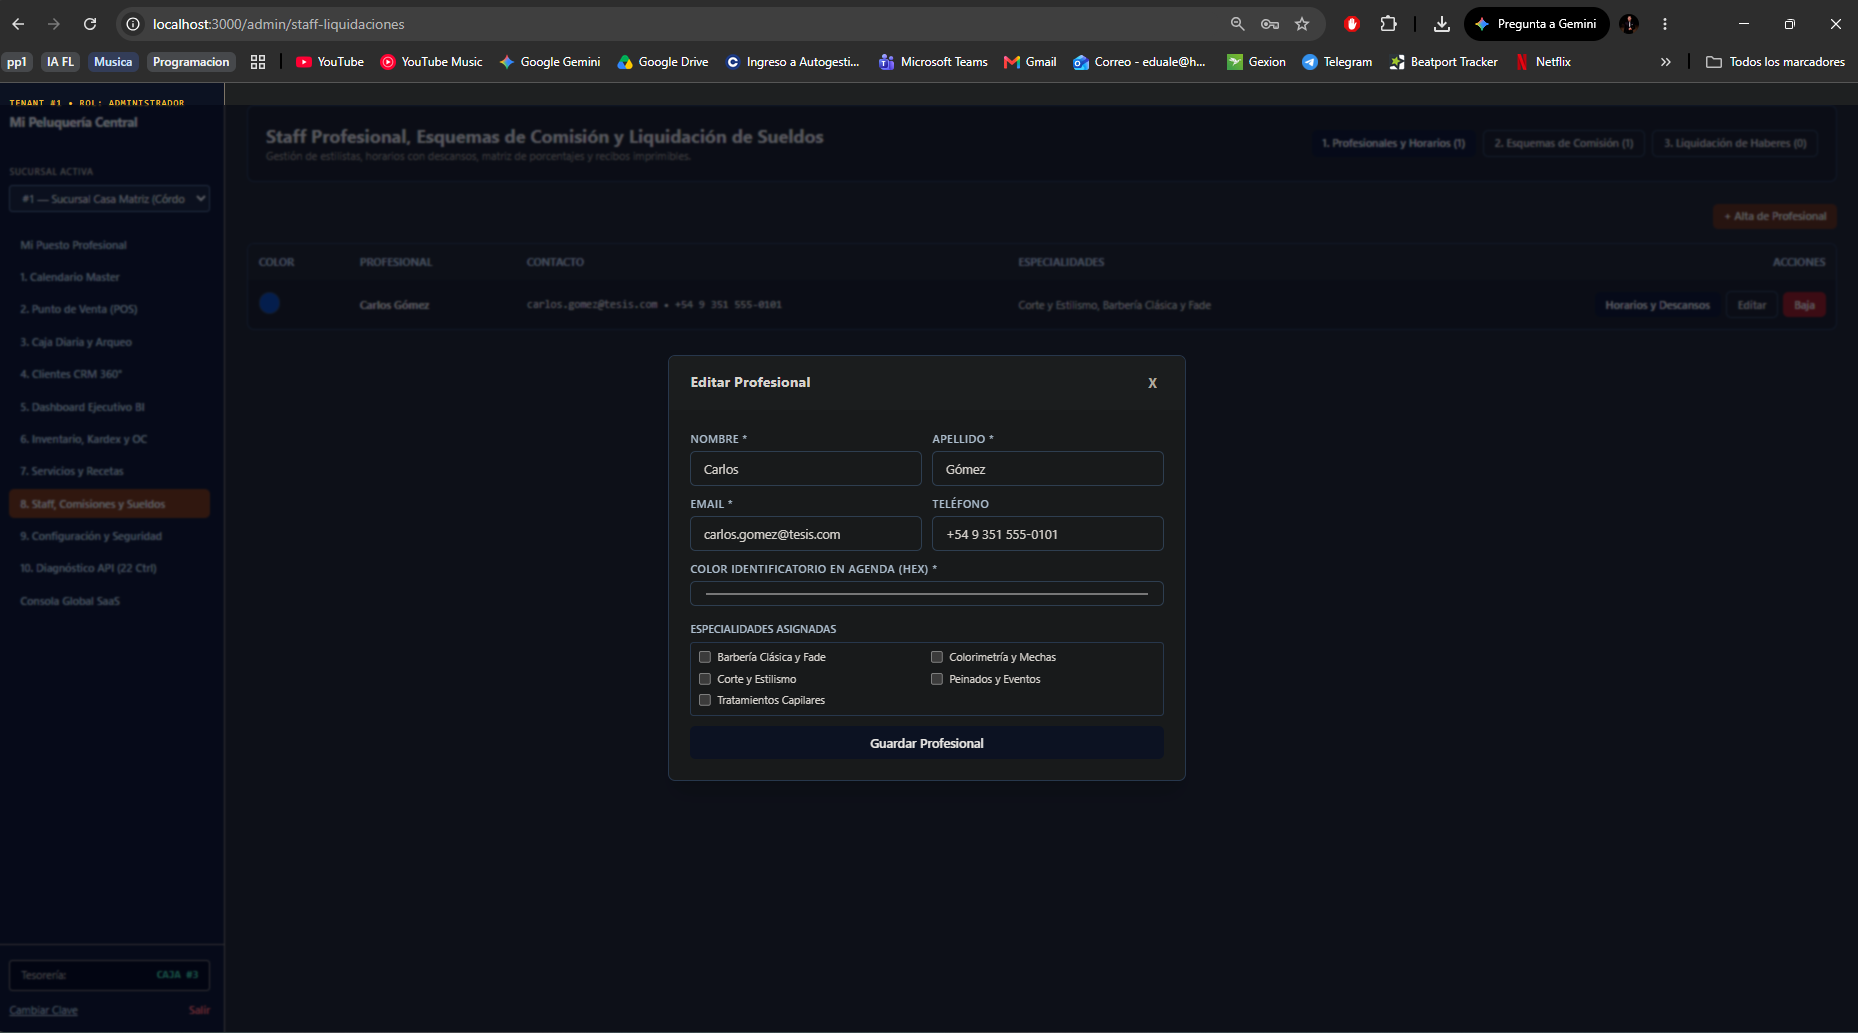 localhost:3000/admin/staff-liquidaciones
Pregunta a Gemini
pp1
IA FL
Musica
Programacion
YouTube
YouTube Music
Google Gemini
Google Drive
Ingreso a Autogesti...
Microsoft Teams
Gmail
Correo - eduale@h...
Gexion
Telegram
Beatport Tracker
Netflix
»
Todos los marcadores
TENANT #1 • ROL: ADMINISTRADOR
Mi Peluquería Central
SUCURSAL ACTIVA
#1 — Sucursal Casa Matriz (Córdo
Mi Puesto Profesional
1. Calendario Master
2. Punto de Venta (POS)
3. Caja Diaria y Arqueo
4. Clientes CRM 360°
5. Dashboard Ejecutivo BI
6. Inventario, Kardex y OC
7. Servicios y Recetas
8. Staff, Comisiones y Sueldos
9. Configuración y Seguridad
10. Diagnóstico API (22 Ctrl)
Consola Global SaaS
Tesorería:
CAJA #3
Cambiar Clave
Salir
Staff Profesional, Esquemas de Comisión y Liquidación de Sueldos
Gestión de estilistas, horarios con descansos, matriz de porcentajes y recibos imprimibles.
1. Profesionales y Horarios (1)
2. Esquemas de Comisión (1)
3. Liquidación de Haberes (0)
+ Alta de Profesional
COLOR
PROFESIONAL
CONTACTO
ESPECIALIDADES
ACCIONES
Carlos Gómez
carlos.gomez@tesis.com • +54 9 351 555-0101
Corte y Estilismo, Barbería Clásica y Fade
Horarios y Descansos
Editar
Baja
Editar Profesional
X
NOMBRE *
APELLIDO *
Carlos
Gómez
EMAIL *
TELÉFONO
carlos.gomez@tesis.com
+54 9 351 555-0101
COLOR IDENTIFICATORIO EN AGENDA (HEX) *
ESPECIALIDADES ASIGNADAS
Barbería Clásica y Fade
Colorimetría y Mechas
Corte y Estilismo
Peinados y Eventos
Tratamientos Capilares
Guardar Profesional